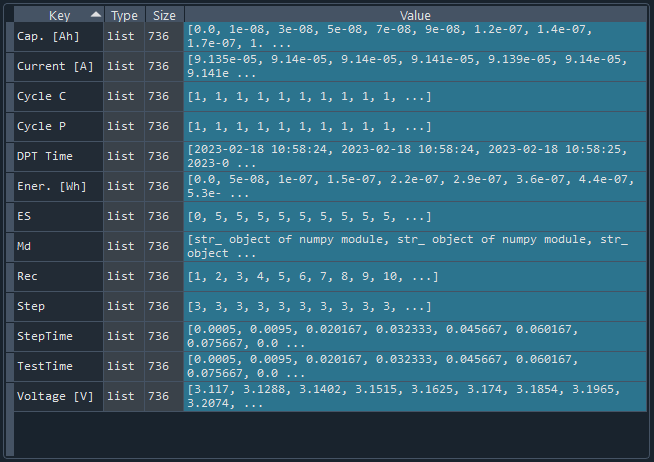 Key Type Size Value
Cap. [Ah] list 736 [0.0, 1e-08, 3e-08, 5e-08, 7e-08, 9e-08, 1.2e-07, 1.4e-07,
1.7e-07, 1. ...
Current [A] list 736 [9.135e-05, 9.14e-05, 9.14e-05, 9.141e-05, 9.139e-05, 9.14e-05,
9.141e ...
Cycle C list 736 [1, 1, 1, 1, 1, 1, 1, 1, 1, 1, ...]
Cycle P list 736 [1, 1, 1, 1, 1, 1, 1, 1, 1, 1, ...]
DPT Time list 736 [2023-02-18 10:58:24, 2023-02-18 10:58:24, 2023-02-18 10:58:25,
2023-0 ...
Ener. [Wh] list 736 [0.0, 5e-08, 1e-07, 1.5e-07, 2.2e-07, 2.9e-07, 3.6e-07, 4.4e-07,
5.3e- ...
ES list 736 [0, 5, 5, 5, 5, 5, 5, 5, 5, 5, ...]
Md list 736 [str_ object of numpy module, str_ object of numpy module, str_
object ...
Rec list 736 [1, 2, 3, 4, 5, 6, 7, 8, 9, 10, ...]
Step list 736 [3, 3, 3, 3, 3, 3, 3, 3, 3, 3, ...]
StepTime list 736 [0.0005, 0.0095, 0.020167, 0.032333, 0.045667, 0.060167,
0.075667, 0.0 ...
TestTime list 736 [0.0005, 0.0095, 0.020167, 0.032333, 0.045667, 0.060167,
0.075667, 0.0 ...
Voltage [V] list 736 [3.117, 3.1288, 3.1402, 3.1515, 3.1625, 3.174, 3.1854, 3.1965,
3.2074, ...